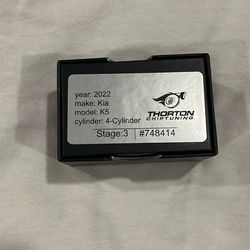 year: 2022
make: Kia
model: K5
cylinder: 4-Cylinder
THORTON
CHIPTUNING
Stage:3 #748414